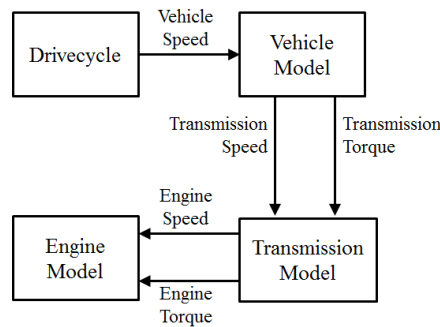 Vehicle
Speed
Drivecycle
Vehicle
Model
Transmission
Speed
Transmission
Torque
Engine
Speed
Engine
Model
Transmission
Model
Engine
Torque